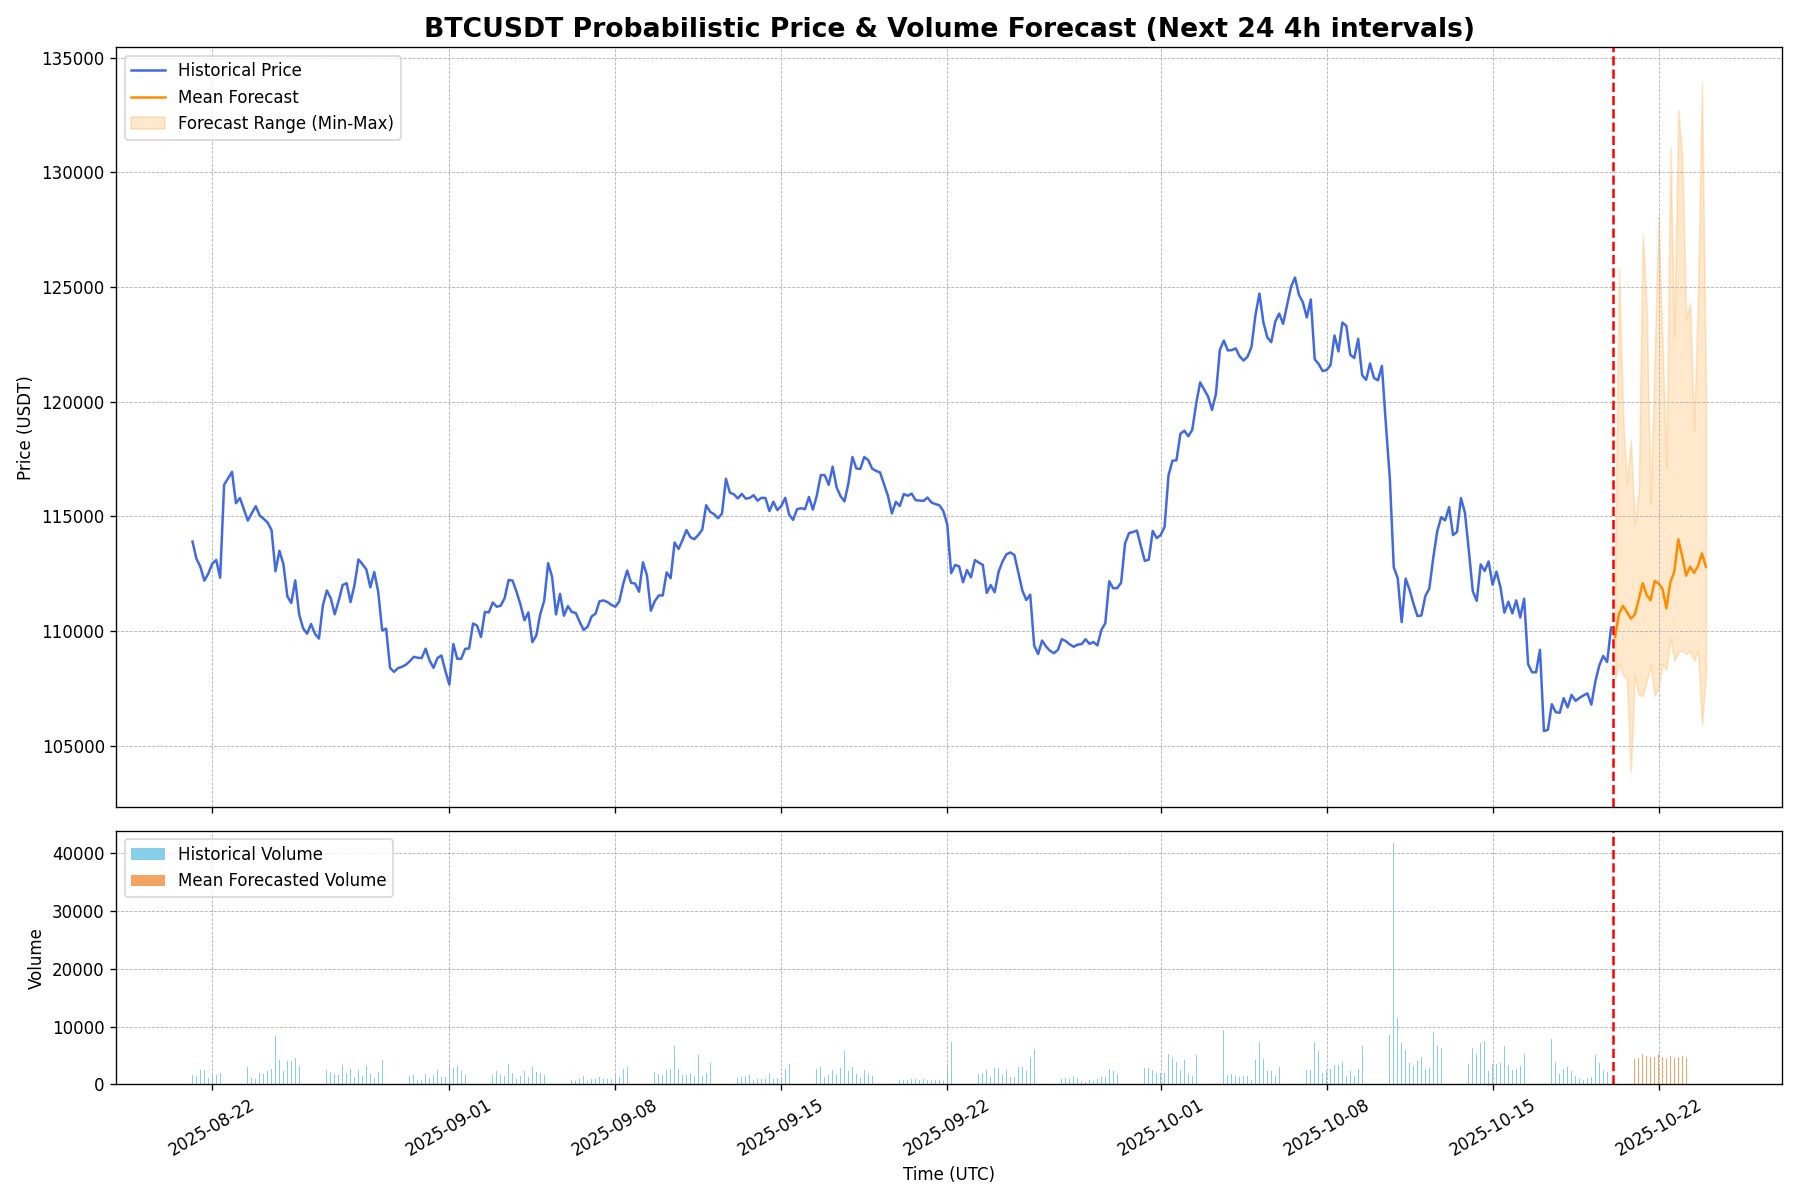 BTCUSDT Probabilistic Price & Volume Forecast (Next 24 4h intervals)
Historical Price
Mean Forecast
Forecast Range (Min-Max)
135000
130000
125000
120000
115000
110000
105000
Price (USDT)
Historical Volume
Mean Forecasted Volume
40000
30000
20000
10000
0
Volume
2025-08-22
2025-09-01
2025-09-08
2025-09-15
2025-09-22
2025-10-01
2025-10-08
2025-10-15
2025-10-22
Time (UTC)